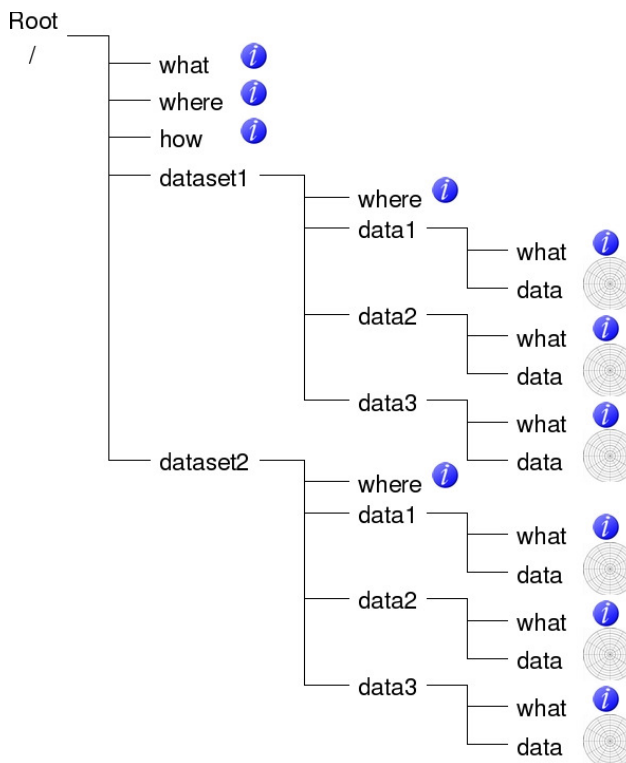 Root
/
what i
where i
how i
dataset1
where i
data1
what i
data
data2
what i
data
data3
what i
data
dataset2
where i
data1
what i
data
data2
what i
data
data3
what i
data